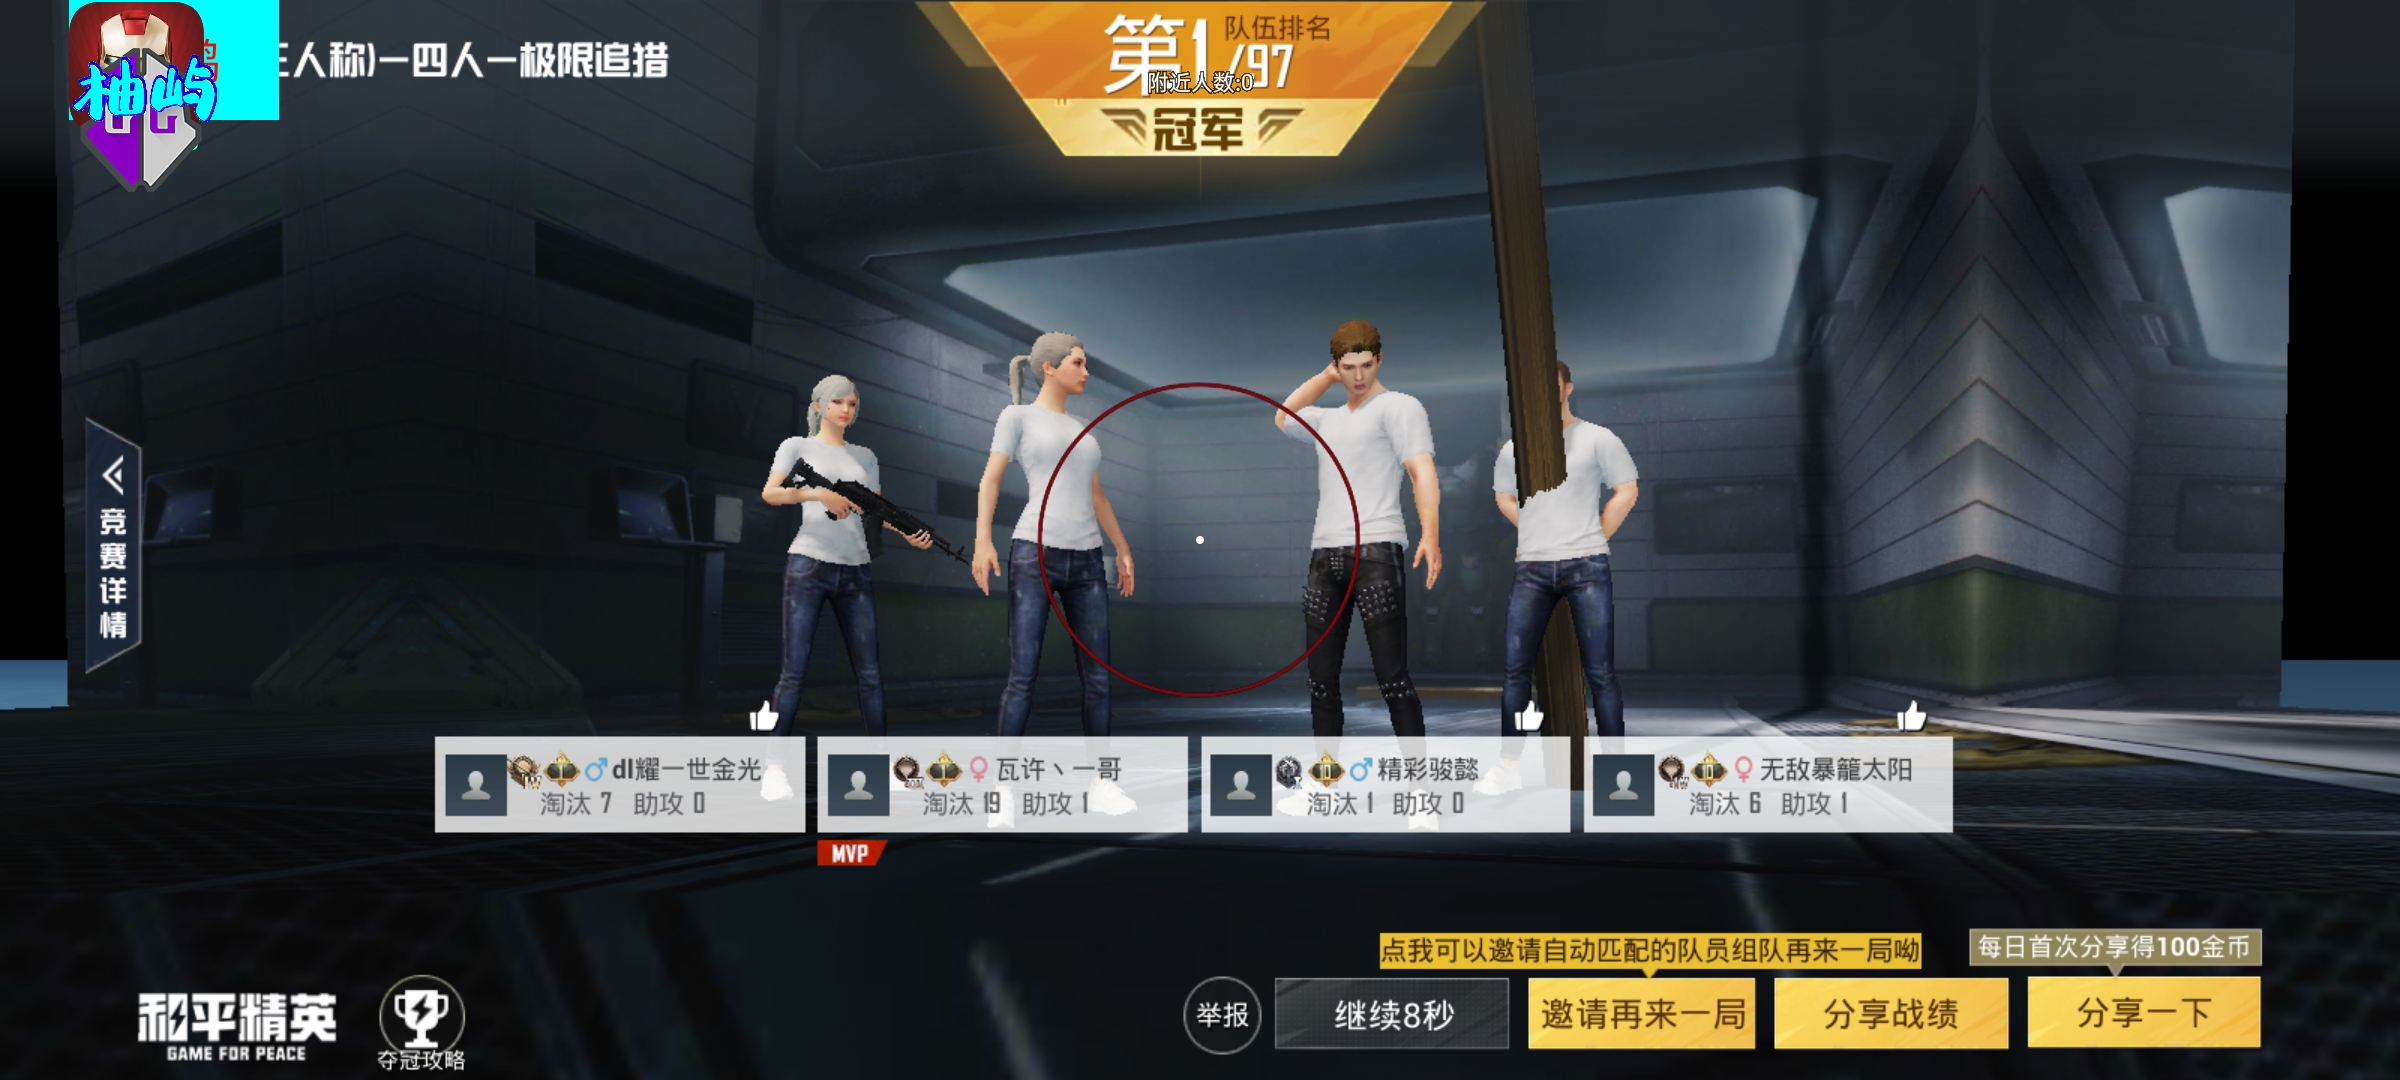 三人称)一四人一极限追猎
柚屿
GG
第1/97
队伍排名
附近人数:0
冠军
竞赛详情
dl耀一世金光
淘汰 7 助攻 0
瓦许丶一哥
淘汰 19 助攻 1
MVP
精彩骏懿
淘汰 1 助攻 0
无敌暴籠太阳
淘汰 6 助攻 1
点我可以邀请自动匹配的队员组队再来一局呦
每日首次分享得100金币
和平精英
GAME FOR PEACE
夺冠攻略
举报
继续8秒
邀请再来一局
分享战绩
分享一下